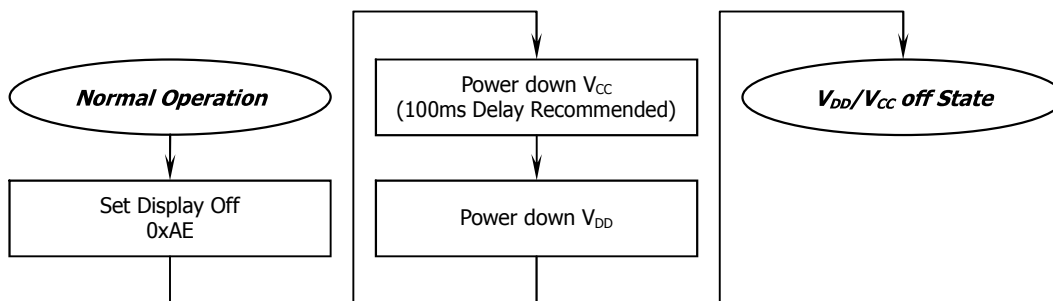 Normal Operation
Set Display Off
0xAE
Power down VCC
(100ms Delay Recommended)
Power down VDD
VDD/VCC off State